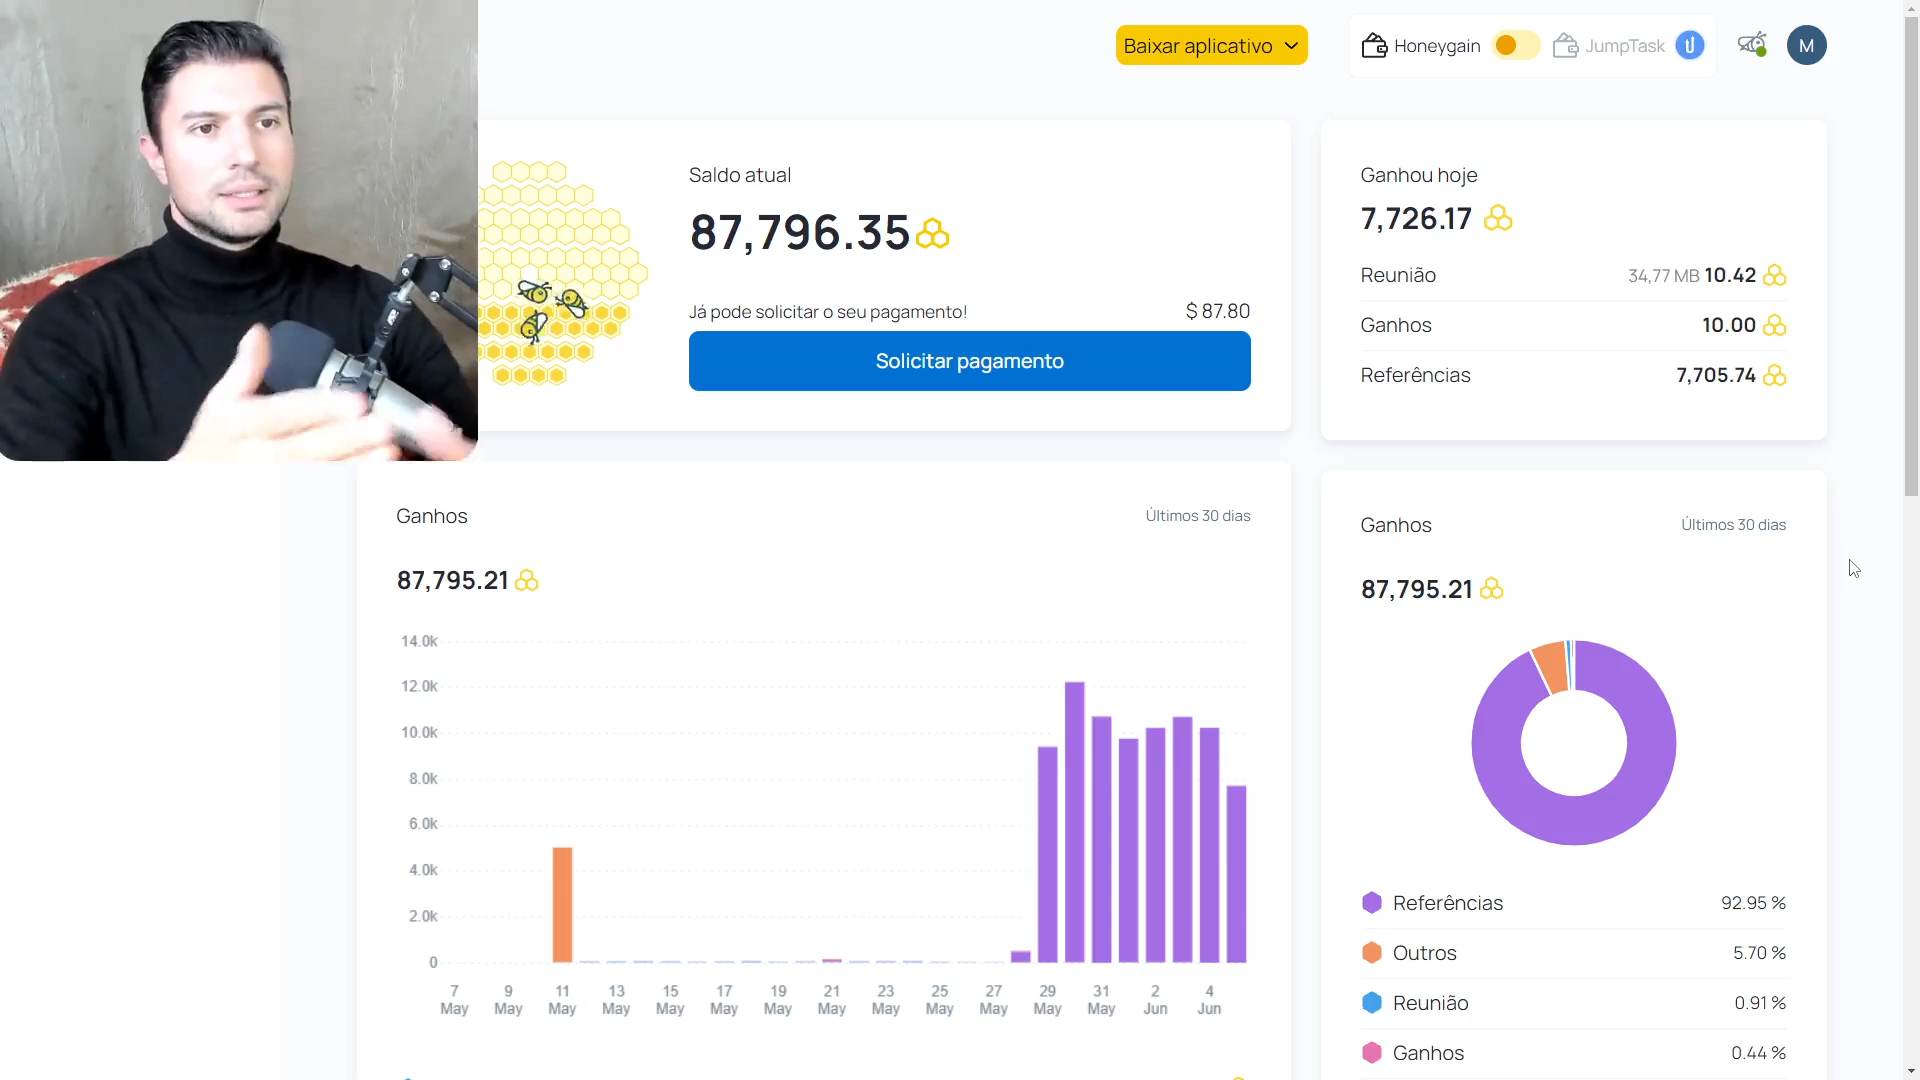 Baixar aplicativo
Honeygain
JumpTask
M
Saldo atual
87,796.35
Já pode solicitar o seu pagamento!
$ 87.80
Solicitar pagamento
Ganhou hoje
7,726.17
Reunião 34,77 MB 10.42
Ganhos 10.00
Referências 7,705.74
Ganhos Últimos 30 dias
87,795.21
14.0k
12.0k
10.0k
8.0k
6.0k
4.0k
2.0k
0
7 9 11 13 15 17 19 21 23 25 27 29 31 2 4
May May May May May May May May May May May May May Jun Jun
Ganhos Últimos 30 dias
87,795.21
Referências 92.95 %
Outros 5.70 %
Reunião 0.91 %
Ganhos 0.44 %